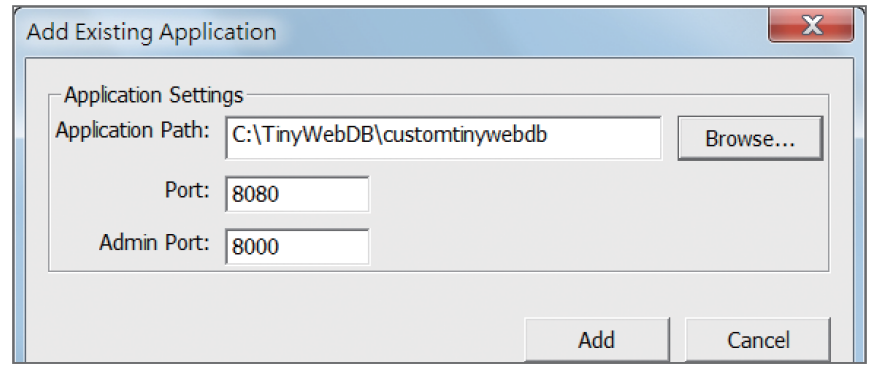 Add Existing Application
X
Application Settings
Application Path: C:\TinyWebDB\customtinywebdb Browse...
Port: 8080
Admin Port: 8000
Add Cancel